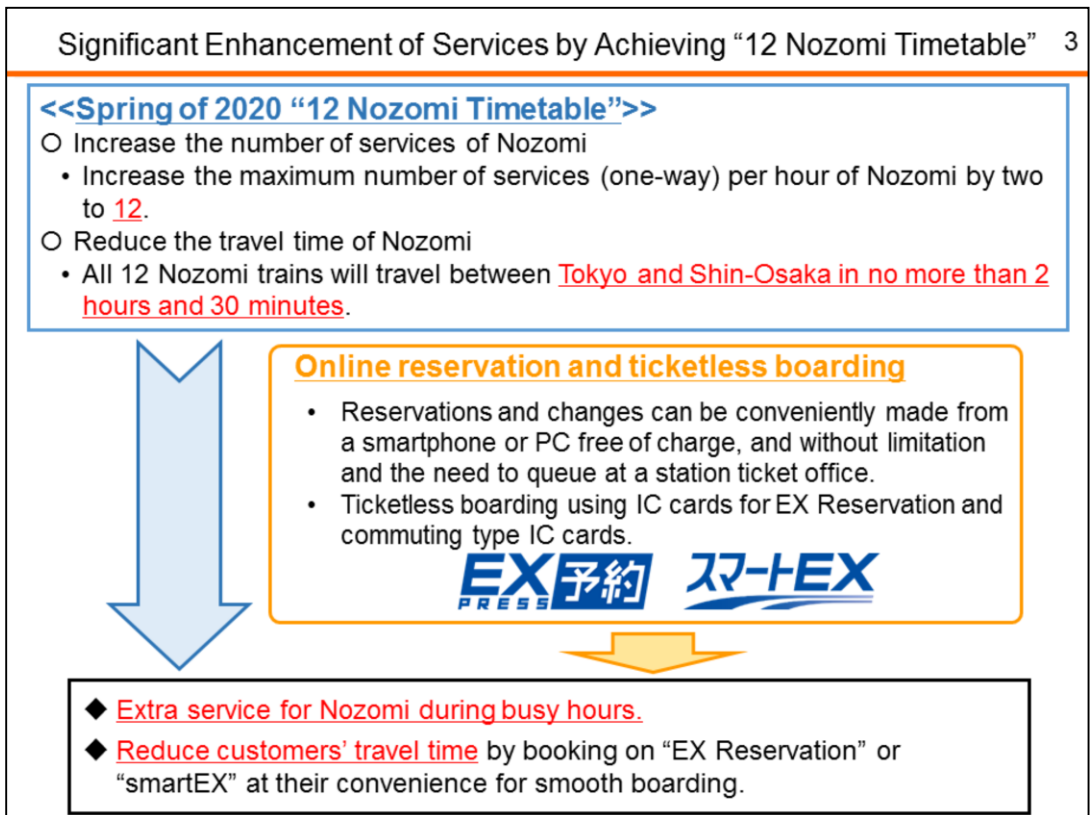 Significant Enhancement of Services by Achieving “12 Nozomi Timetable” 3
<<Spring of 2020 “12 Nozomi Timetable”>>
○ Increase the number of services of Nozomi
• Increase the maximum number of services (one-way) per hour of Nozomi by two
to 12.
○ Reduce the travel time of Nozomi
• All 12 Nozomi trains will travel between Tokyo and Shin-Osaka in no more than 2
hours and 30 minutes.
Online reservation and ticketless boarding
• Reservations and changes can be conveniently made from
a smartphone or PC free of charge, and without limitation
and the need to queue at a station ticket office.
• Ticketless boarding using IC cards for EX Reservation and
commuting type IC cards.
EX予約 スマートEX
PRESS
◆ Extra service for Nozomi during busy hours.
◆ Reduce customers’ travel time by booking on “EX Reservation” or
“smartEX” at their convenience for smooth boarding.